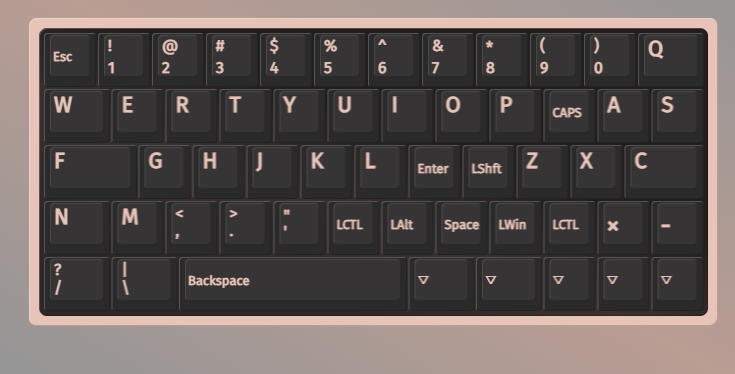 Esc ! 1 @ 2 # 3 $ 4 % 5 ^ 6 & 7 * 8 ( 9 ) 0 Q
W E R T Y U I O P CAPS A S
F G H J K L Enter LShft Z X C
N M < , > . " ' LCTL LAlt Space LWin LCTL × −
? / | \ Backspace ▽ ▽ ▽ ▽ ▽